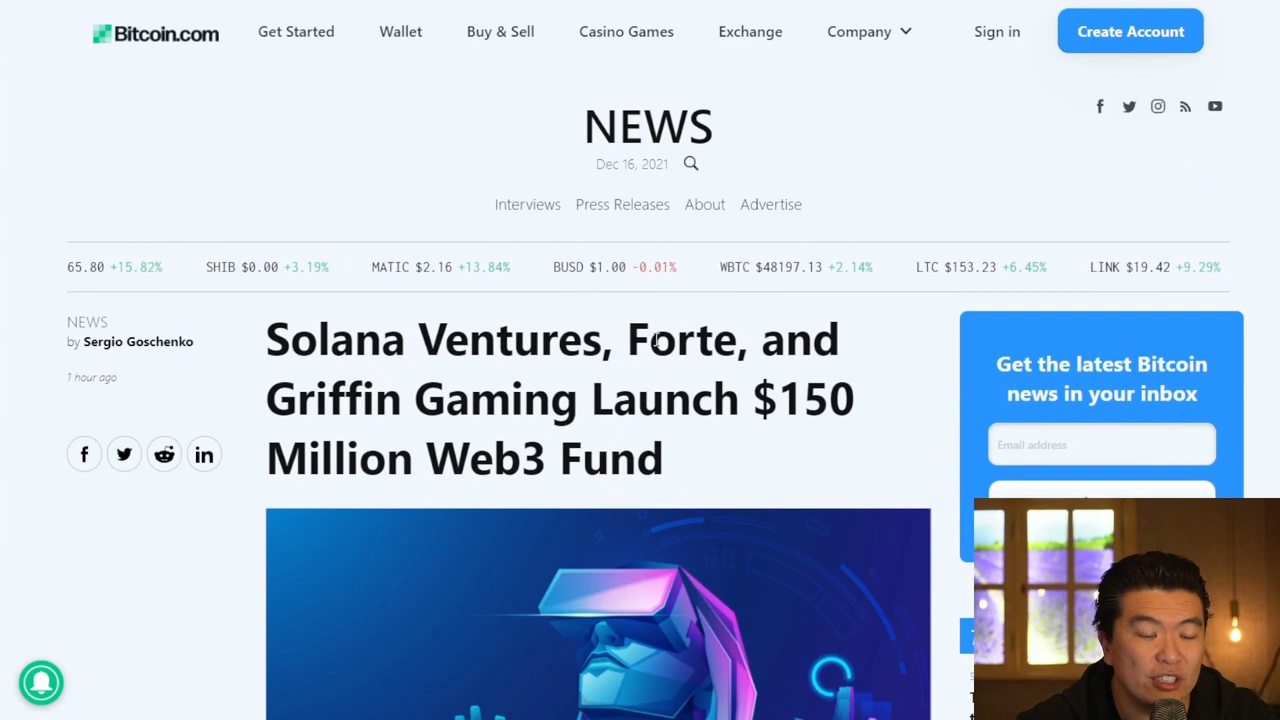 Bitcoin.com Get Started Wallet Buy & Sell Casino Games Exchange Company Sign in Create Account
NEWS
Dec 16, 2021
Interviews Press Releases About Advertise
65.80 +15.82% SHIB $0.00 +3.19% MATIC $2.16 +13.84% BUSD $1.00 -0.01% WBTC $48197.13 +2.14% LTC $153.23 +6.45% LINK $19.42 +9.29%
NEWS
by Sergio Goschenko
1 hour ago
Solana Ventures, Forte, and
Griffin Gaming Launch $150
Million Web3 Fund
Get the latest Bitcoin
news in your inbox
Email address